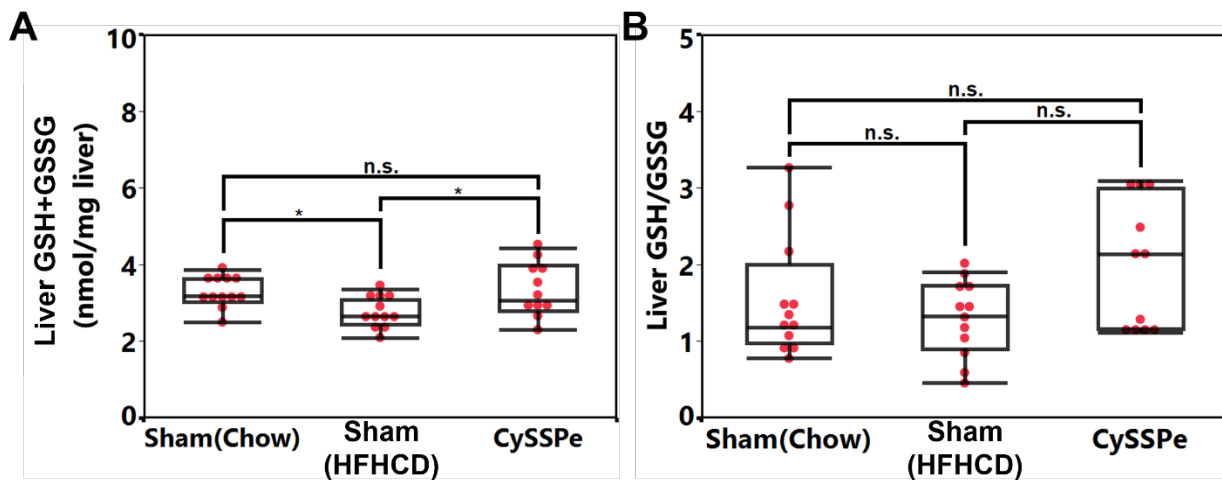 A
Liver GSH+GSSG
(nmol/mg liver)
10
8
6
4
2
0
n.s.
*
*
Sham(Chow)
Sham
(HFHCD)
CySSPe
B
Liver GSH/GSSG
5
4
3
2
1
0
n.s.
n.s.
n.s.
Sham(Chow)
Sham
(HFHCD)
CySSPe